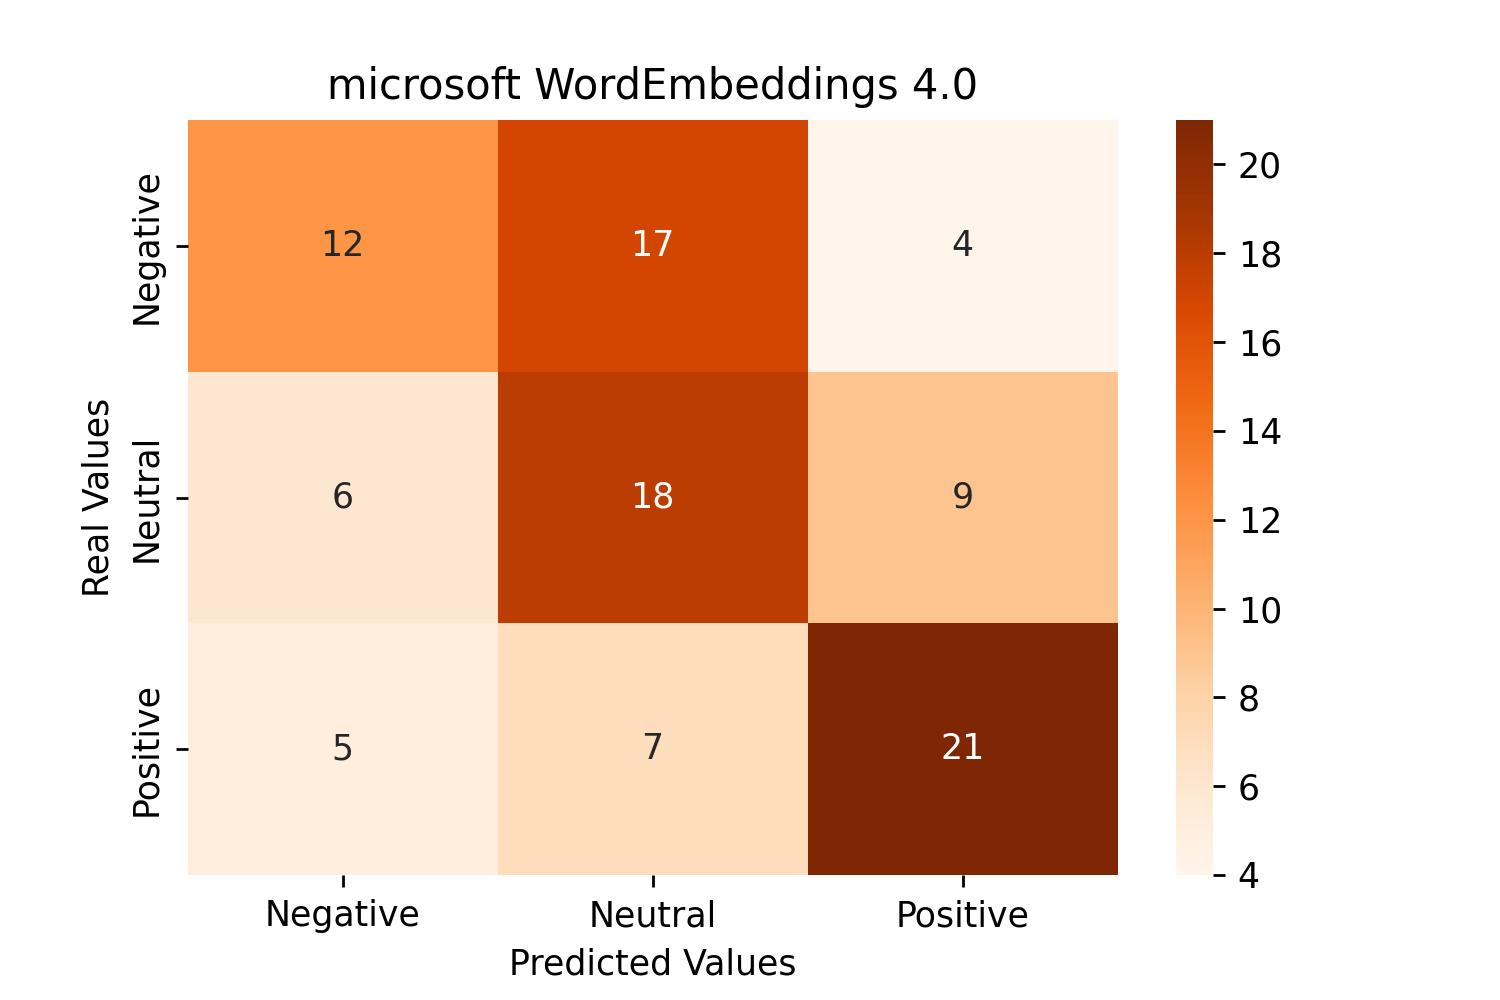 microsoft WordEmbeddings 4.0
Real Values
Negative
12
17
4
Neutral
6
18
9
Positive
5
7
21
Negative
Neutral
Positive
Predicted Values
20
18
16
14
12
10
8
6
4